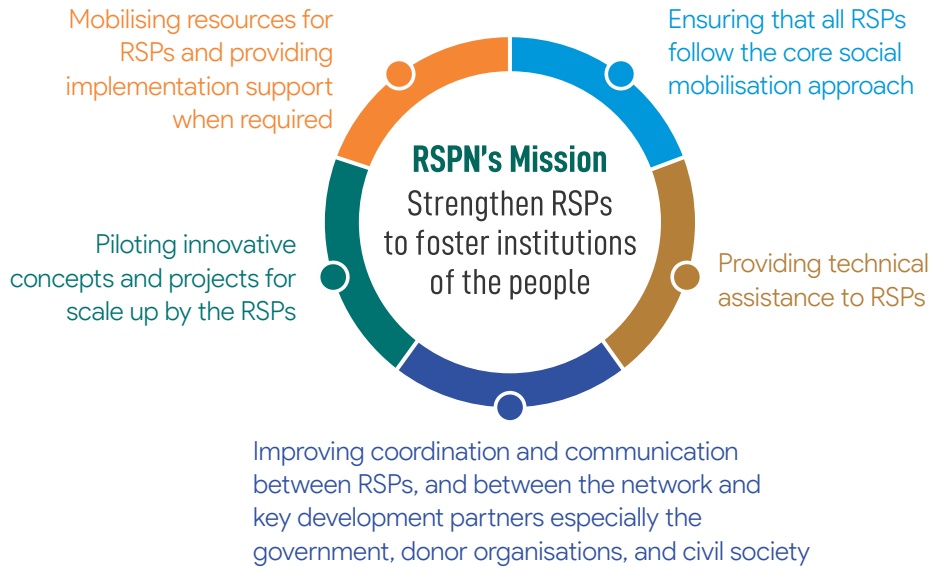 Mobilising resources for
RSPs and providing
implementation support
when required
Ensuring that all RSPs
follow the core social
mobilisation approach
RSPN's Mission
Strengthen RSPs
to foster institutions
of the people
Piloting innovative
concepts and projects for
scale up by the RSPs
Providing technical
assistance to RSPs
Improving coordination and communication
between RSPs, and between the network and
key development partners especially the
government, donor organisations, and civil society